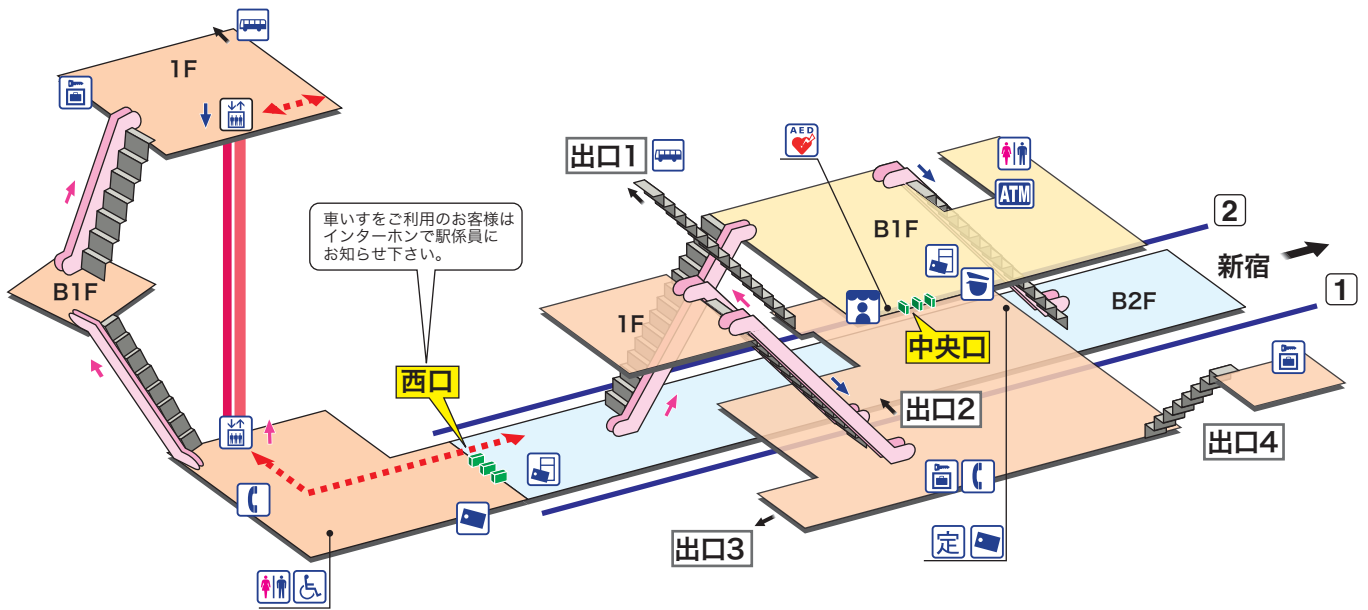 1F
B1F
車いすをご利用のお客様は
インターホンで駅係員に
お知らせ下さい。
西口
出口1
AED
ATM
B1F
1F
2
新宿
1
B2F
中央口
出口2
出口4
出口3
定